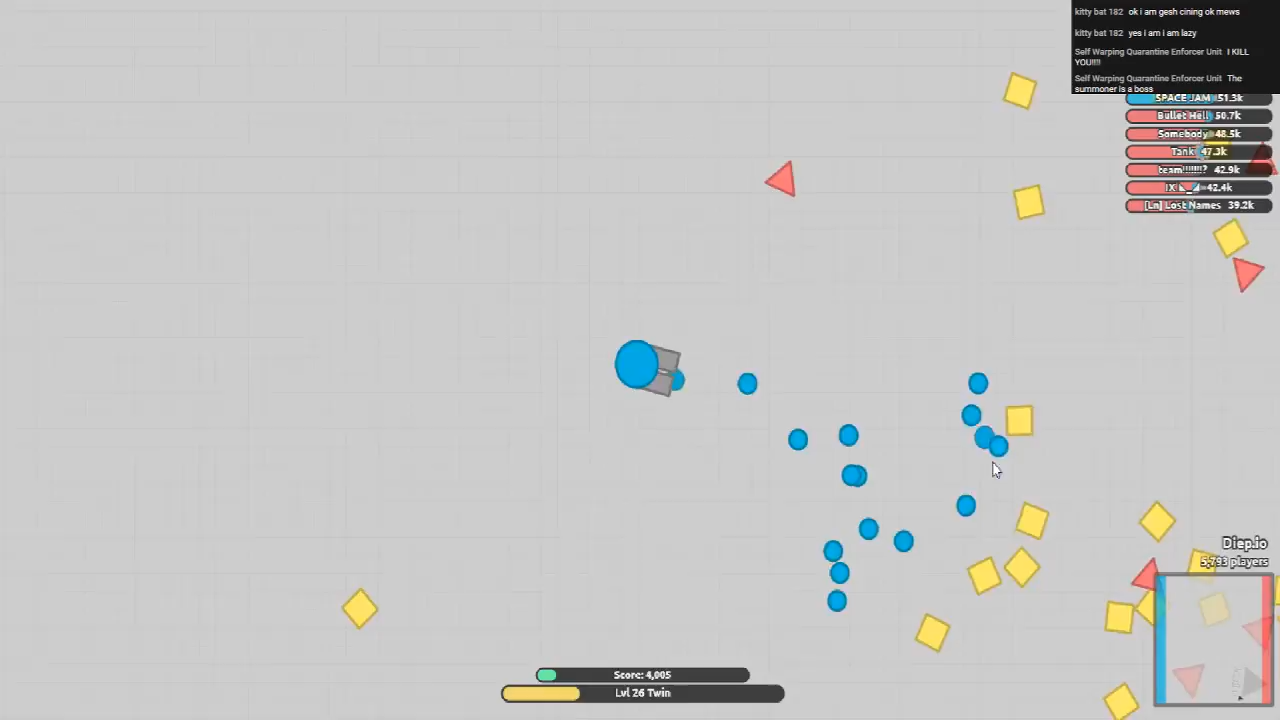 kitty bat 182 ok i am gesh cining ok mews
kitty bat 182 yes i am i am lazy
Self Warping Quarantine Enforcer Unit I KILL
YOU!!!!
Self Warping Quarantine Enforcer Unit The
summoner is a boss
SPACE JAM 51.3k
Bullet Hell 50.7k
Somebody - 48.5k
Tank 47.3k
team!!!!!!? 42.9k
42.4k
[Ln] Lost Names 39.2k
Diep.io
5,793 players
Score: 4,005
Lvl 26 Twin